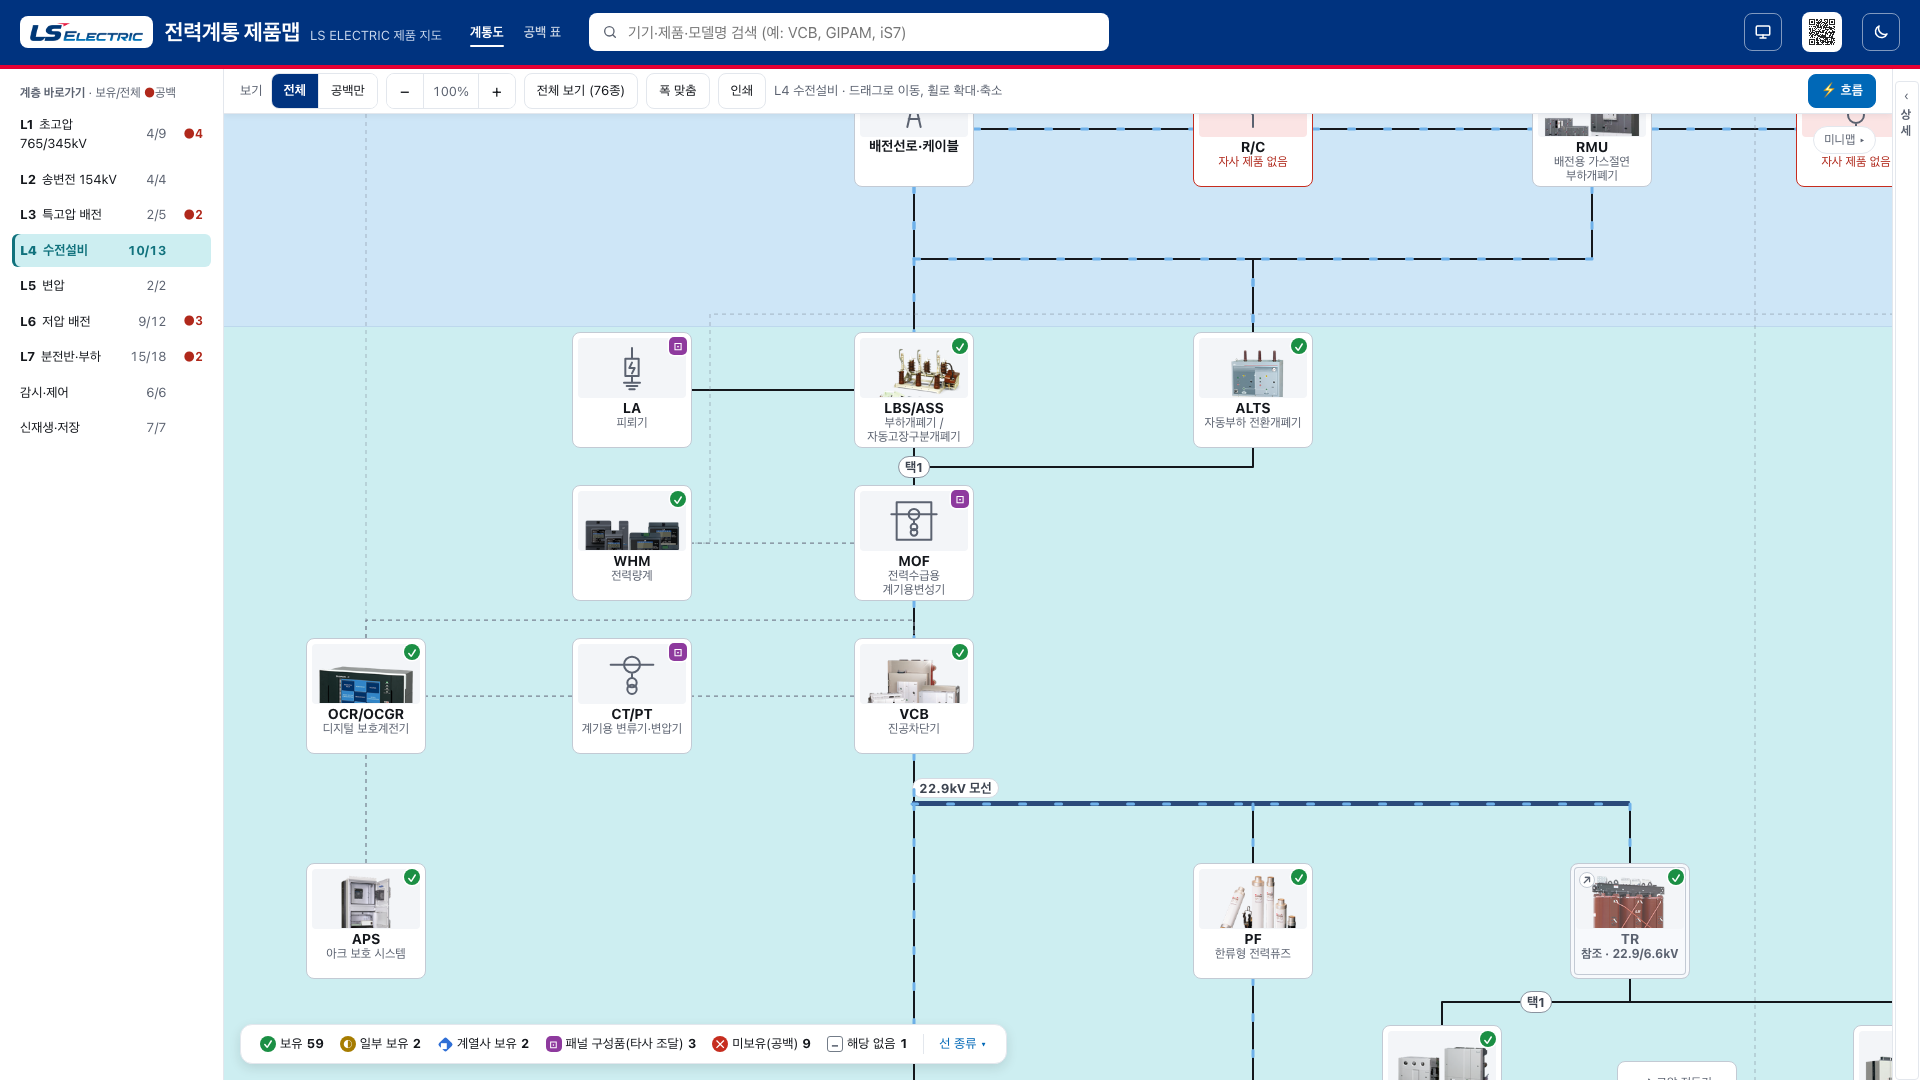 LS ELECTRIC
전력계통 제품맵
LS ELECTRIC 제품 지도
계통도
공백 표
기기·제품·모델명 검색 (예: VCB, GIPAM, iS7)
계층 바로가기 · 보유/전체 공백
L1 초고압 765/345kV 4/9 4
L2 송변전 154kV 4/4
L3 특고압 배전 2/5 2
L4 수전설비 10/13
L5 변압 2/2
L6 저압 배전 9/12 3
L7 분전반·부하 15/18 2
감시·제어 6/6
신재생·저장 7/7
보기
전체
공백만
−
100%
+
전체 보기 (76종)
폭 맞춤
인쇄
L4 수전설비 · 드래그로 이동, 휠로 확대·축소
⚡ 흐름
‹
상세
미니맵
배전선로·케이블
R/C
자사 제품 없음
RMU
배전용 가스절연
부하개폐기
자사 제품 없음
LA
피뢰기
LBS/ASS
부하개폐기 /
자동고장구분개폐기
ALTS
자동부하 전환개폐기
택1
WHM
전력량계
MOF
전력수급용
계기용변성기
OCR/OCGR
디지털 보호계전기
CT/PT
계기용 변류기·변압기
VCB
진공차단기
22.9kV 모선
APS
아크 보호 시스템
PF
한류형 전력퓨즈
TR
참조 · 22.9/6.6kV
택1
보유 59
일부 보유 2
계열사 보유 2
패널 구성품(타사 조달) 3
미보유(공백) 9
해당 없음 1
선 종류